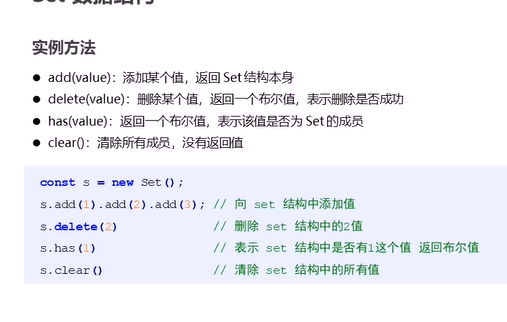 Set 数据结构
实例方法
● add(value)：添加某个值，返回 Set 结构本身
● delete(value)：删除某个值，返回一个布尔值，表示删除是否成功
● has(value)：返回一个布尔值，表示该值是否为 Set 的成员
● clear()：清除所有成员，没有返回值
const s = new Set();
s.add(1).add(2).add(3); // 向 set 结构中添加值
s.delete(2) // 删除 set 结构中的2值
s.has(1) // 表示 set 结构中是否有1这个值 返回布尔值
s.clear() // 清除 set 结构中的所有值